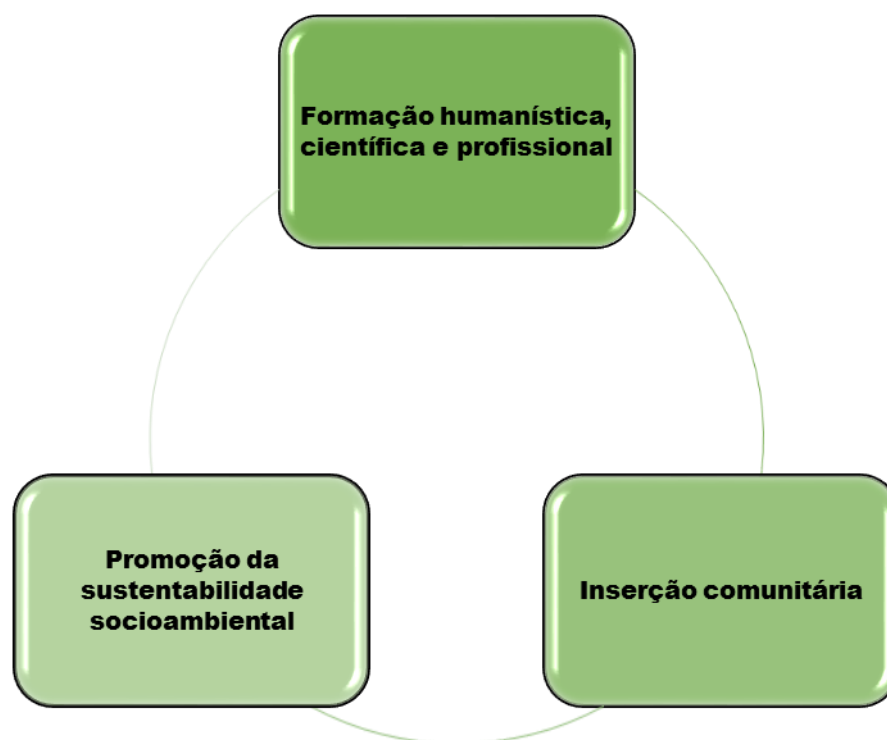 Formação humanística,
científica e profissional
Promoção da
sustentabilidade
socioambiental
Inserção comunitária